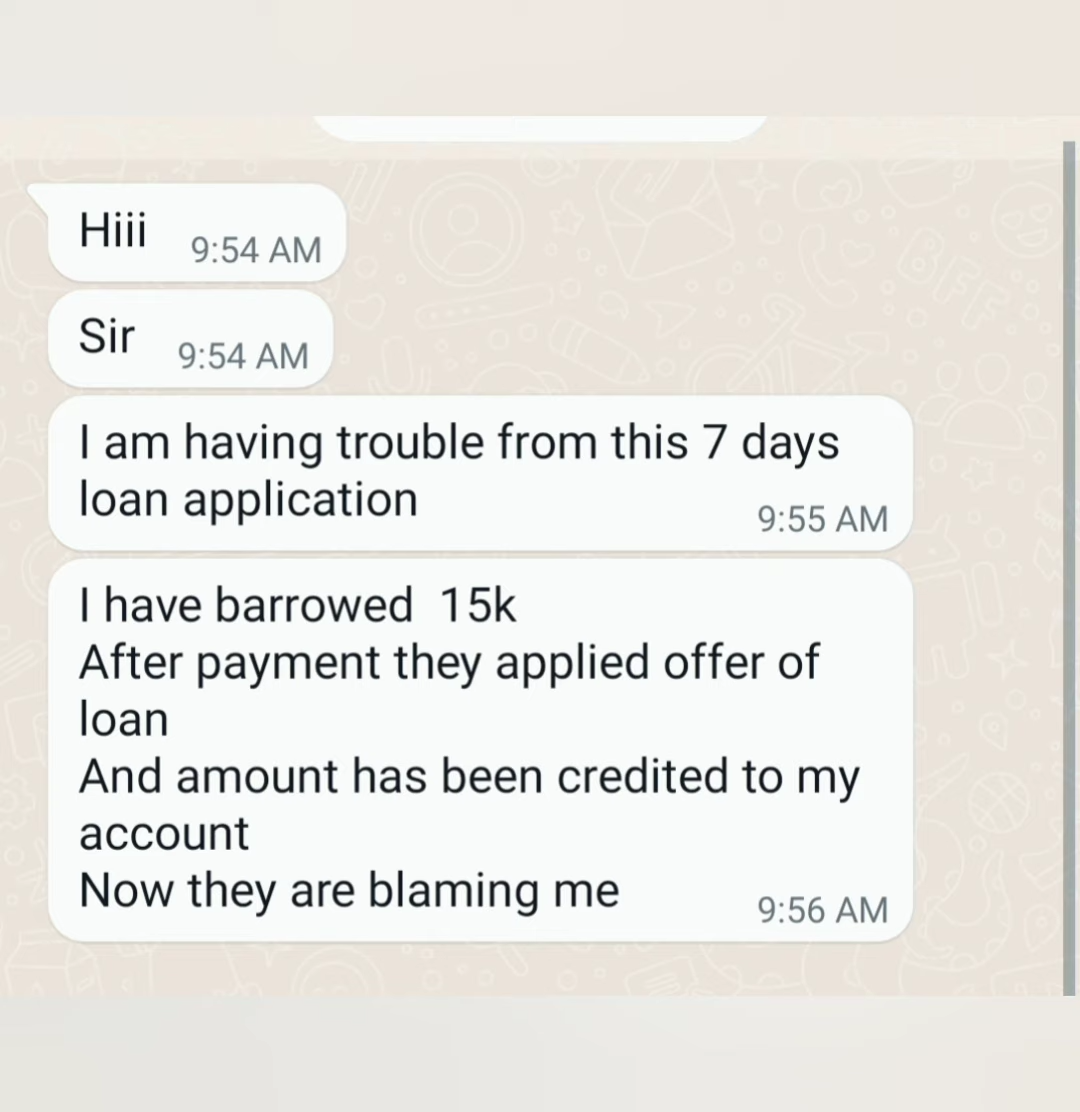 Hiii 9:54 AM
Sir 9:54 AM
I am having trouble from this 7 days
loan application 9:55 AM
I have barrowed 15k
After payment they applied offer of
loan
And amount has been credited to my
account
Now they are blaming me 9:56 AM